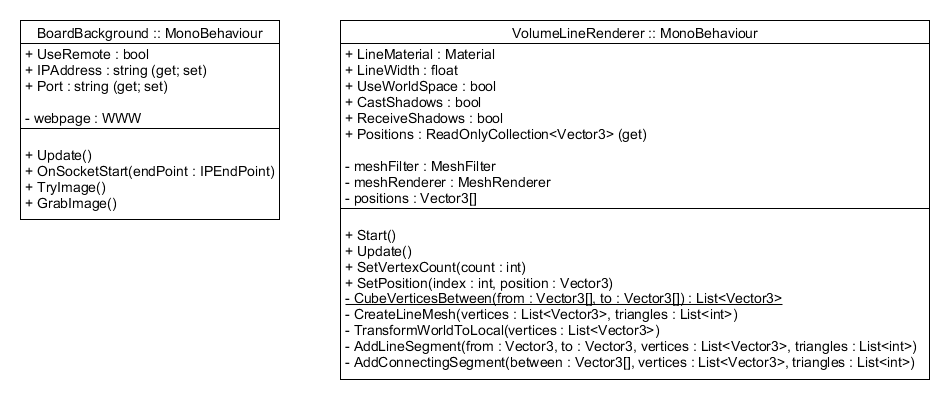 BoardBackground :: MonoBehaviour
+ UseRemote : bool
+ IPAddress : string (get; set)
+ Port : string (get; set)
- webpage : WWW
+ Update()
+ OnSocketStart(endPoint : IPEndPoint)
+ TryImage()
+ GrabImage()
VolumeLineRenderer :: MonoBehaviour
+ LineMaterial : Material
+ LineWidth : float
+ UseWorldSpace : bool
+ CastShadows : bool
+ ReceiveShadows : bool
+ Positions : ReadOnlyCollection<Vector3> (get)
- meshFilter : MeshFilter
- meshRenderer : MeshRenderer
- positions : Vector3[]
+ Start()
+ Update()
+ SetVertexCount(count : int)
+ SetPosition(index : int, position : Vector3)
- CubeVerticesBetween(from : Vector3[], to : Vector3[]) : List<Vector3>
- CreateLineMesh(vertices : List<Vector3>, triangles : List<int>)
- TransformWorldToLocal(vertices : List<Vector3>)
- AddLineSegment(from : Vector3, to : Vector3, vertices : List<Vector3>, triangles : List<int>)
- AddConnectingSegment(between : Vector3[], vertices : List<Vector3>, triangles : List<int>)